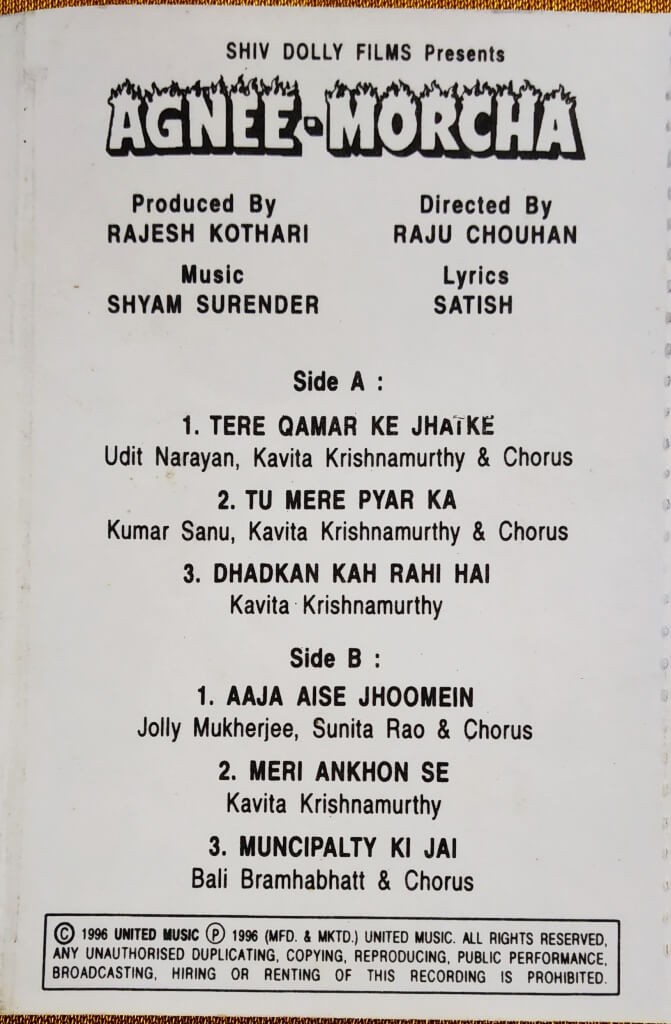 SHIV DOLLY FILMS Presents
AGNEE-MORCHA
Produced By
RAJESH KOTHARI
Directed By
RAJU CHOUHAN
Music
SHYAM SURENDER
Lyrics
SATISH
Side A :
1. TERE QAMAR KE JHATKE
Udit Narayan, Kavita Krishnamurthy & Chorus
2. TU MERE PYAR KA
Kumar Sanu, Kavita Krishnamurthy & Chorus
3. DHADKAN KAH RAHI HAI
Kavita Krishnamurthy
Side B :
1. AAJA AISE JHOOMEIN
Jolly Mukherjee, Sunita Rao & Chorus
2. MERI ANKHON SE
Kavita Krishnamurthy
3. MUNCIPALTY KI JAI
Bali Bramhabhatt & Chorus
© 1996 UNITED MUSIC ℗ 1996 (MFD. & MKTD.) UNITED MUSIC. ALL RIGHTS RESERVED,
ANY UNAUTHORISED DUPLICATING, COPYING, REPRODUCING, PUBLIC PERFORMANCE,
BROADCASTING, HIRING OR RENTING OF THIS RECORDING IS PROHIBITED.